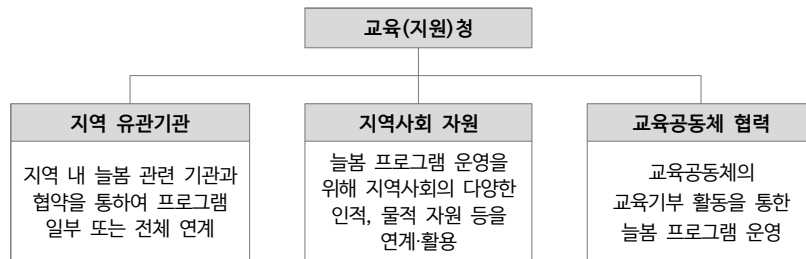 교육(지원)청
지역 유관기관
지역 내 늘봄 관련 기관과
협약을 통하여 프로그램
일부 또는 전체 연계
지역사회 자원
늘봄 프로그램 운영을
위해 지역사회의 다양한
인적, 물적 자원 등을
연계·활용
교육공동체 협력
교육공동체의
교육기부 활동을 통한
늘봄 프로그램 운영